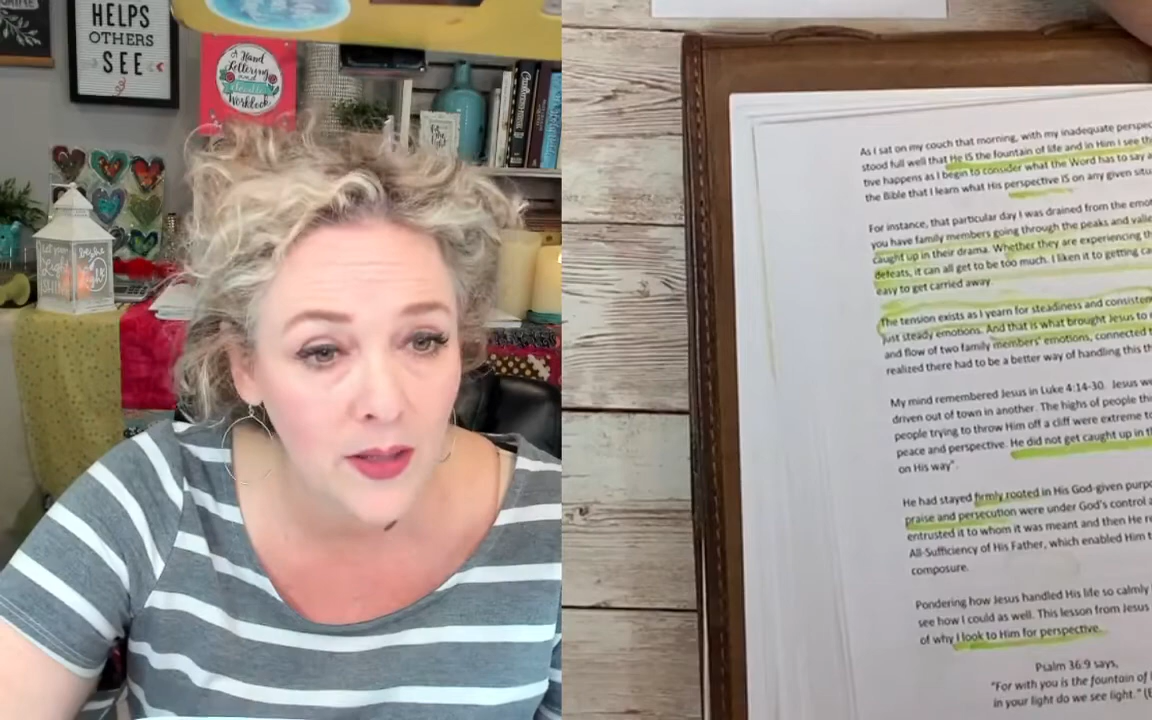 HELPS
OTHERS
SEE
A Hand
Lettering
and
Workbook
As I sat on my couch that morning, with my inadequate
stood full well that He IS the fountain of life and in Him I see
tive happens as I begin to consider what the Word has to say
the Bible that I learn what His perspective IS on any given
For instance, that particular day I was drained from the
you have family members going through the peaks and
caught up in their drama. Whether they are experiencing
defeats, it can all get to be too much. I liken it to getting
easy to get carried away.
The tension exists as I yearn for steadiness and
just steady emotions. And that is what brought Jesus to
and flow of two family members' emotions, connected
realized there had to be a better way of handling this
My mind remembered Jesus in Luke 4:14-30. Jesus
driven out of town in another. The highs of people
people trying to throw Him off a cliff were extreme
peace and perspective. He did not get caught up in
on His way".
He had stayed firmly rooted in His God-given
praise and persecution were under God's control
entrusted it to whom it was meant and then He
All-Sufficiency of His Father, which enabled Him
composure.
Pondering how Jesus handled His life so calmly
see how I could as well. This lesson from Jesus
of why I look to Him for perspective.
Psalm 36:9 says,
"For with you is the fountain of
in your light do we see light."